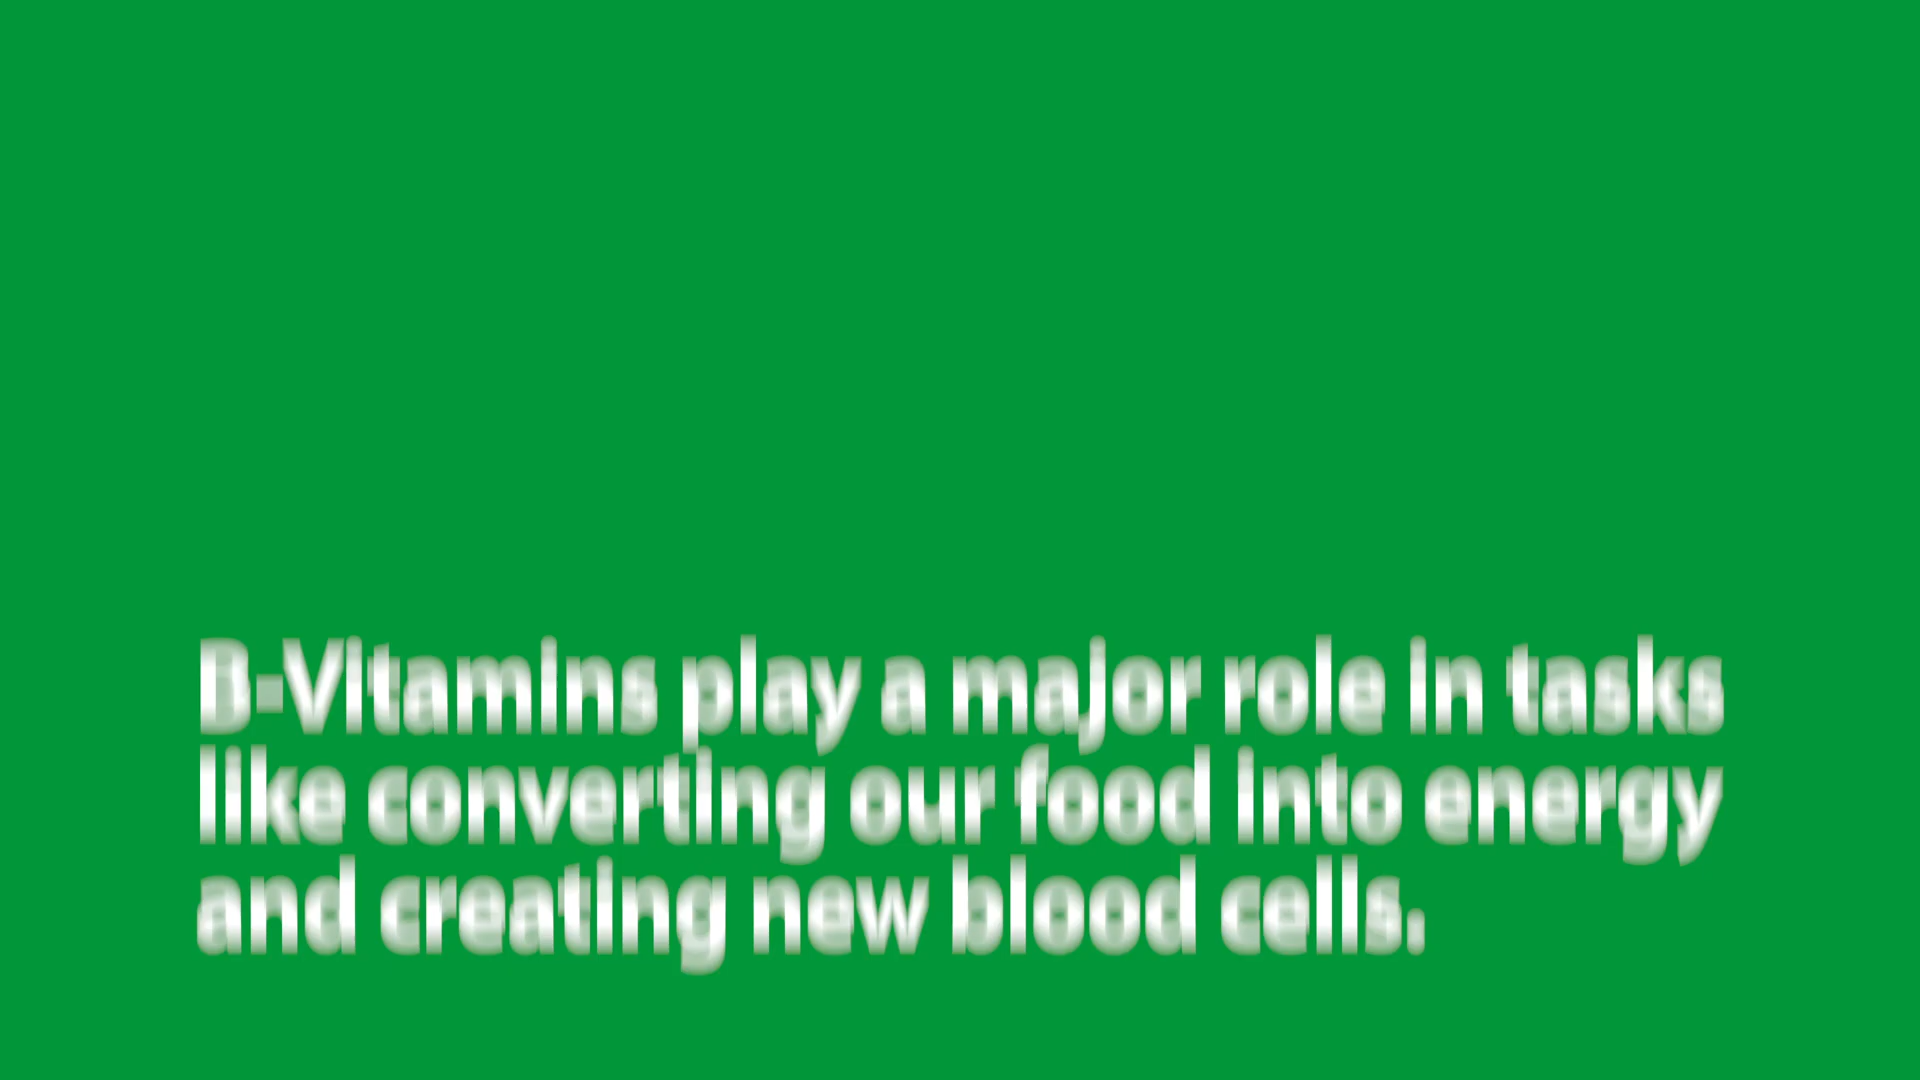 B-Vitamins play a major role in tasks
like converting our food into energy
and creating new blood cells.